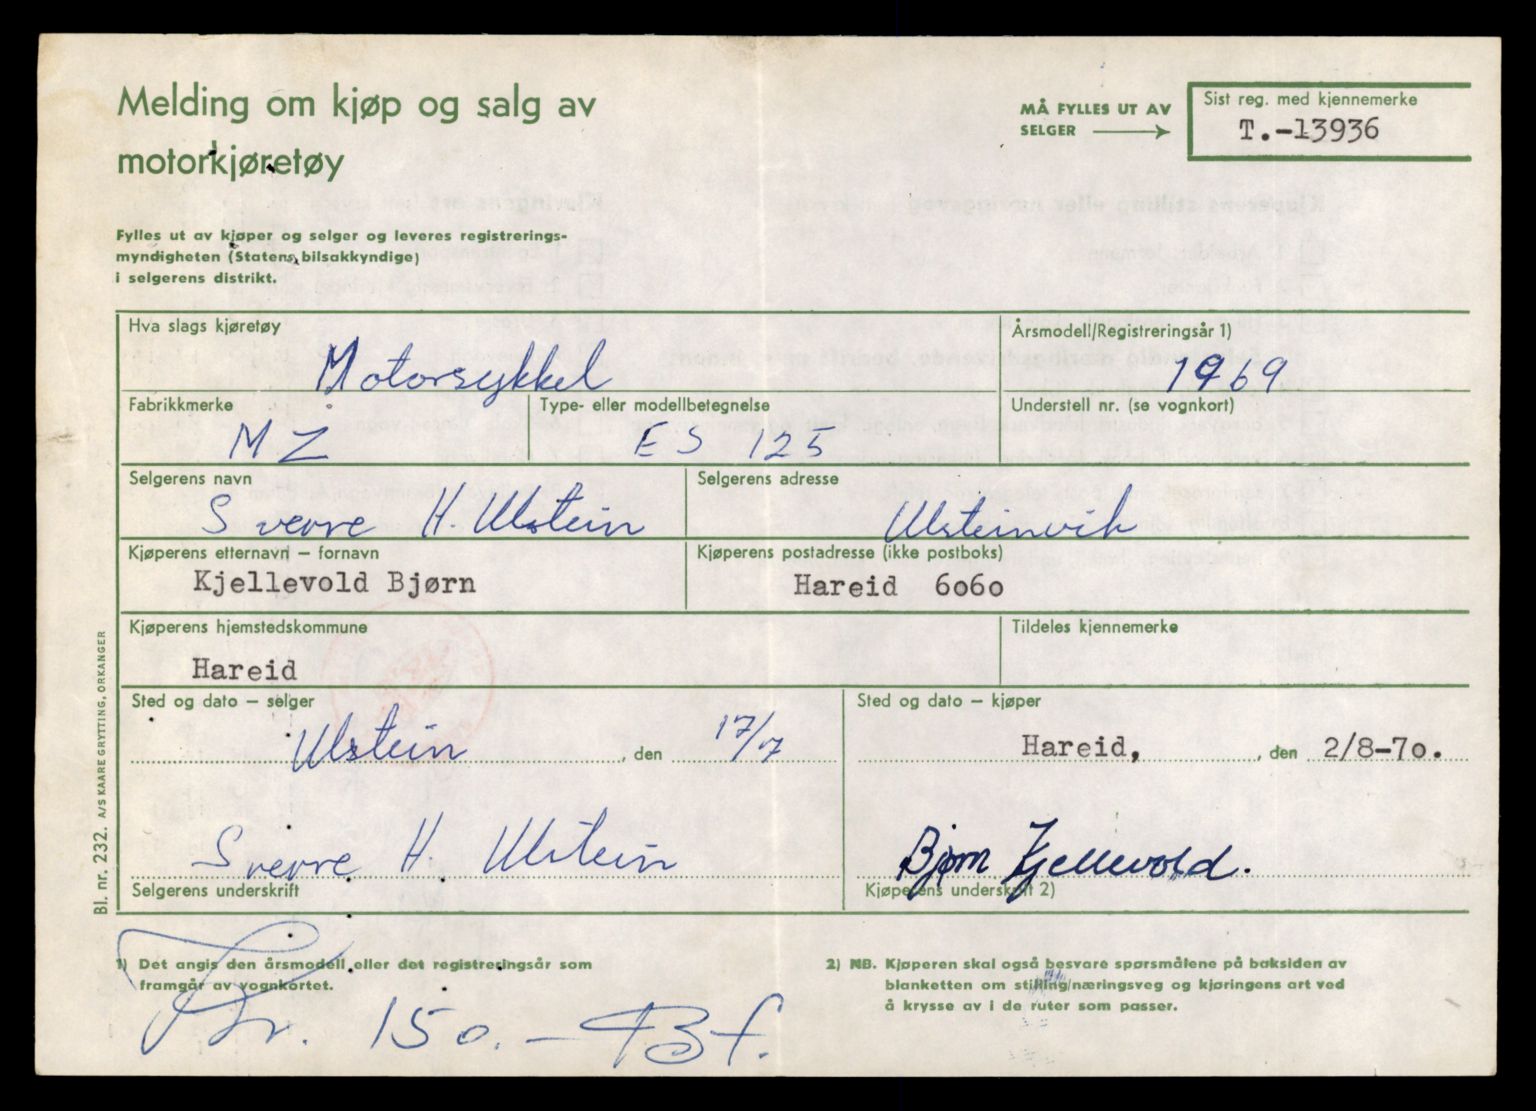 Melding om kjøp og salg av
motorkjøretøy
MÅ FYLLES UT AV
SELGER
Sist reg. med kjennemerke
T.-13936
Fylles ut av kjøper og selger og leveres registrerings-
myndigheten (Statens bilsakkyndige)
i selgerens distrikt.
Hva slags kjøretøy
Motorsykkel
Årsmodell/Registreringsår 1)
1969
Fabrikkmerke
MZ
Type- eller modellbetegnelse
ES 125
Understell nr. (se vognkort)
Selgerens navn
Sverre H. Ulstein
Selgerens adresse
Ulsteinvik
Kjøperens etternavn – fornavn
Kjellevold Bjørn
Kjøperens postadresse (ikke postboks)
Hareid 6060
Kjøperens hjemstedskommune
Hareid
Tildeles kjennemerke
Sted og dato – selger
Ulstein, den 17/7
Sted og dato – kjøper
Hareid, , den 2/8-70.
Sverre H. Ulstein
Selgerens underskrift
Bjørn Kjellevold.
Kjøperens underskrift 2)
Bl. nr. 232. A/S KAARE GRYTTING, ORKANGER
1) Det angis den årsmodell eller det registreringsår som
framgår av vognkortet.
2) NB. Kjøperen skal også besvare spørsmålene på baksiden av
blanketten om stilling/næringsveg og kjøringens art ved
å krysse av i de ruter som passer.
Kr. 150.- Bf.